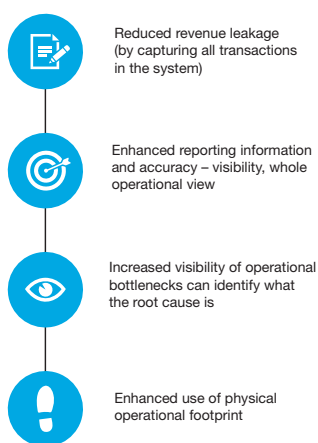 Reduced revenue leakage
(by capturing all transactions
in the system)
Enhanced reporting information
and accuracy – visibility, whole
operational view
Increased visibility of operational
bottlenecks can identify what
the root cause is
Enhanced use of physical
operational footprint